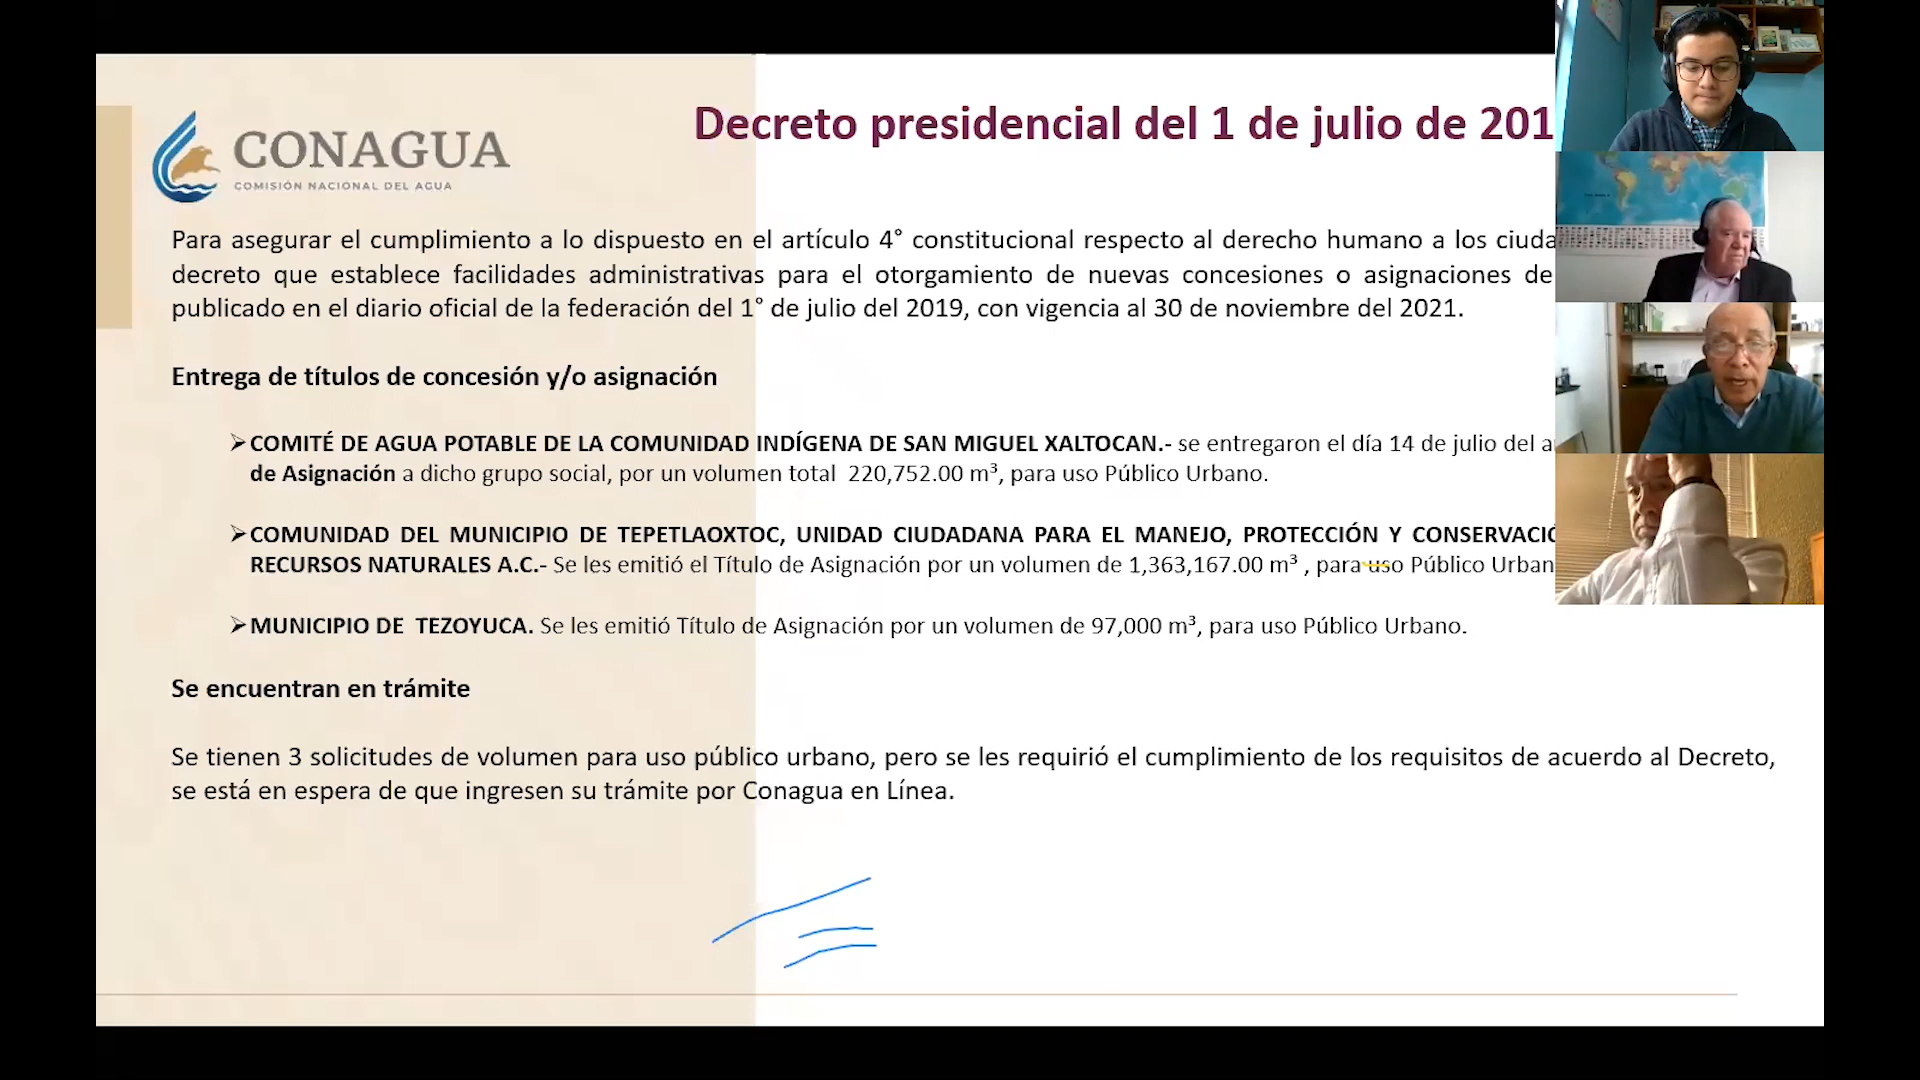 CONAGUA
COMISIÓN NACIONAL DEL AGUA
Decreto presidencial del 1 de julio de 201
Para asegurar el cumplimiento a lo dispuesto en el artículo 4° constitucional respecto al derecho humano a los ciuda
decreto que establece facilidades administrativas para el otorgamiento de nuevas concesiones o asignaciones de
publicado en el diario oficial de la federación del 1° de julio del 2019, con vigencia al 30 de noviembre del 2021.
Entrega de títulos de concesión y/o asignación
➢COMITÉ DE AGUA POTABLE DE LA COMUNIDAD INDÍGENA DE SAN MIGUEL XALTOCAN.- se entregaron el día 14 de julio del a
de Asignación a dicho grupo social, por un volumen total 220,752.00 m³, para uso Público Urbano.
➢COMUNIDAD DEL MUNICIPIO DE TEPETLAOXTOC, UNIDAD CIUDADANA PARA EL MANEJO, PROTECCIÓN Y CONSERVACIÓ
RECURSOS NATURALES A.C.- Se les emitió el Título de Asignación por un volumen de 1,363,167.00 m³ , para uso Público Urban
➢MUNICIPIO DE TEZOYUCA. Se les emitió Título de Asignación por un volumen de 97,000 m³, para uso Público Urbano.
Se encuentran en trámite
Se tienen 3 solicitudes de volumen para uso público urbano, pero se les requirió el cumplimiento de los requisitos de acuerdo al Decreto,
se está en espera de que ingresen su trámite por Conagua en Línea.